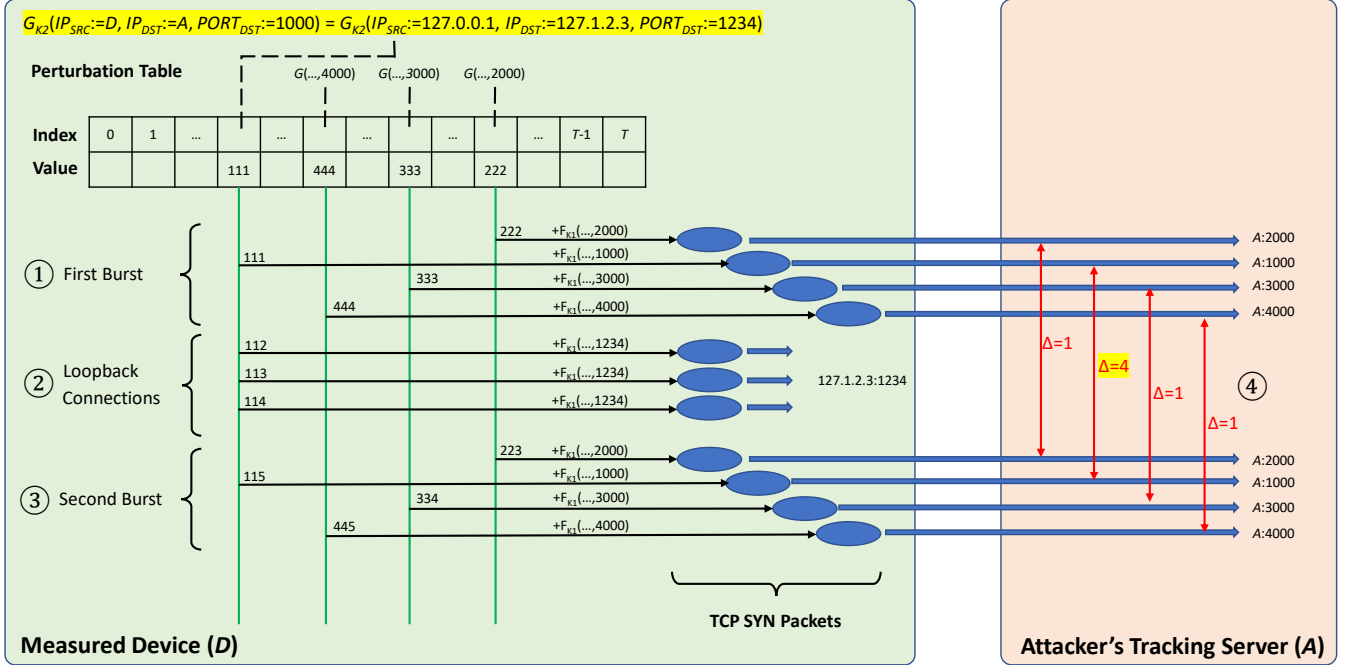 G_K2(IP_SRC:=D, IP_DST:=A, PORT_DST:=1000) = G_K2(IP_SRC:=127.0.0.1, IP_DST:=127.1.2.3, PORT_DST:=1234)
Perturbation Table
G(...,4000) G(...,3000) G(...,2000)
Index 0 1 ... ... ... ... ... T-1 T
Value 111 444 333 222
① First Burst
222 +F_K1(...,2000) A:2000
111 +F_K1(...,1000) A:1000
333 +F_K1(...,3000) A:3000
444 +F_K1(...,4000) A:4000
② Loopback Connections
112 +F_K1(...,1234)
113 +F_K1(...,1234) 127.1.2.3:1234
114 +F_K1(...,1234)
Δ=1
Δ=4
Δ=1
Δ=1
④
③ Second Burst
223 +F_K1(...,2000) A:2000
115 +F_K1(...,1000) A:1000
334 +F_K1(...,3000) A:3000
445 +F_K1(...,4000) A:4000
TCP SYN Packets
Measured Device (D)
Attacker's Tracking Server (A)